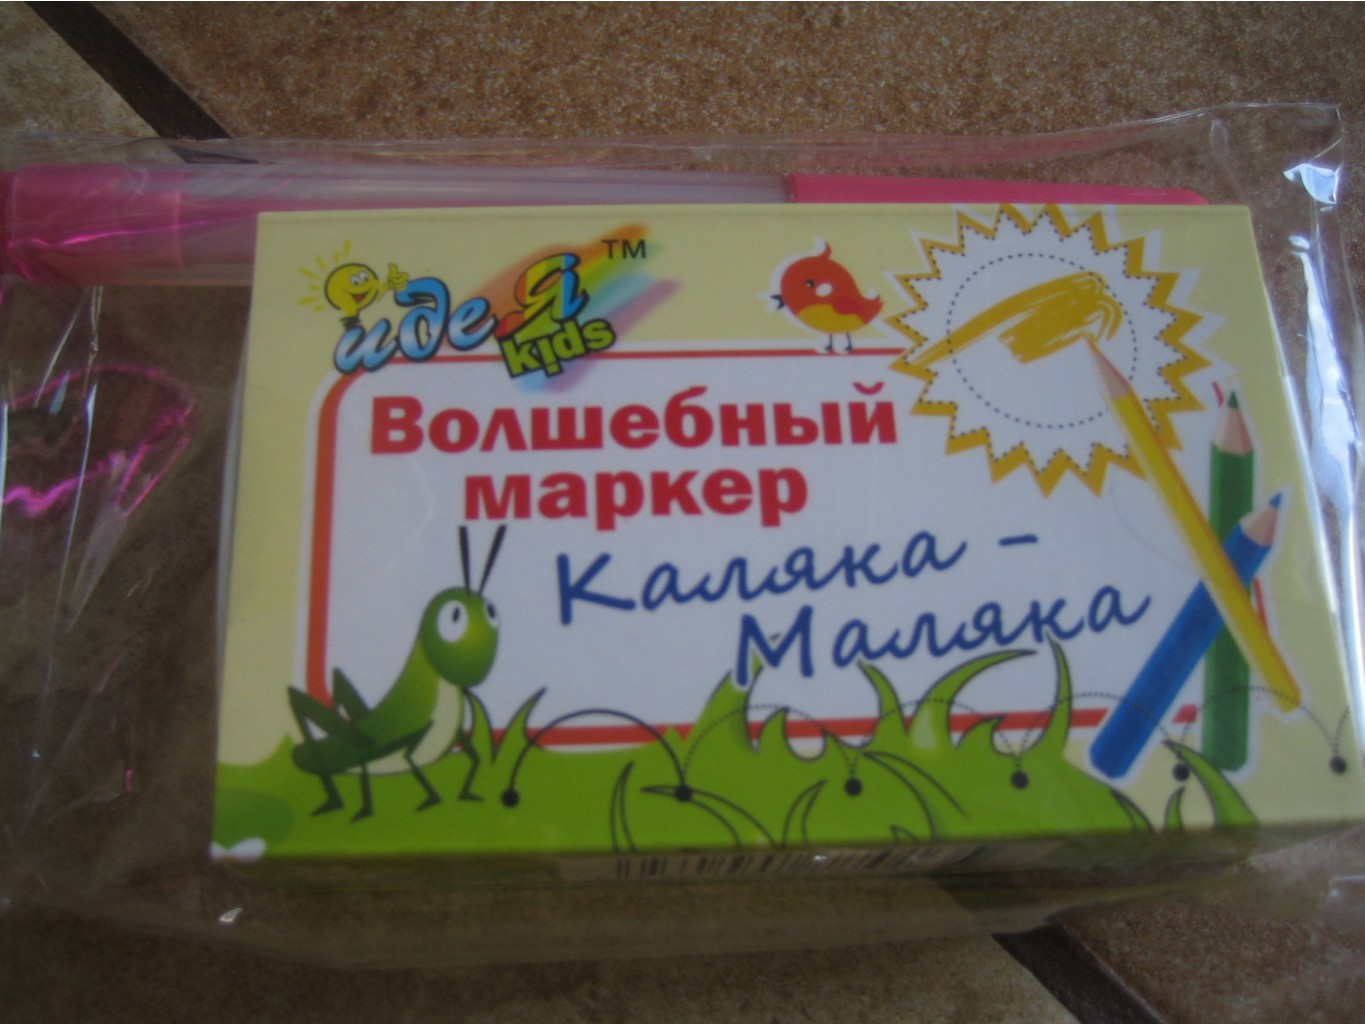 идеЯ TM
kids
Волшебный
маркер
Каляка -
Маляка